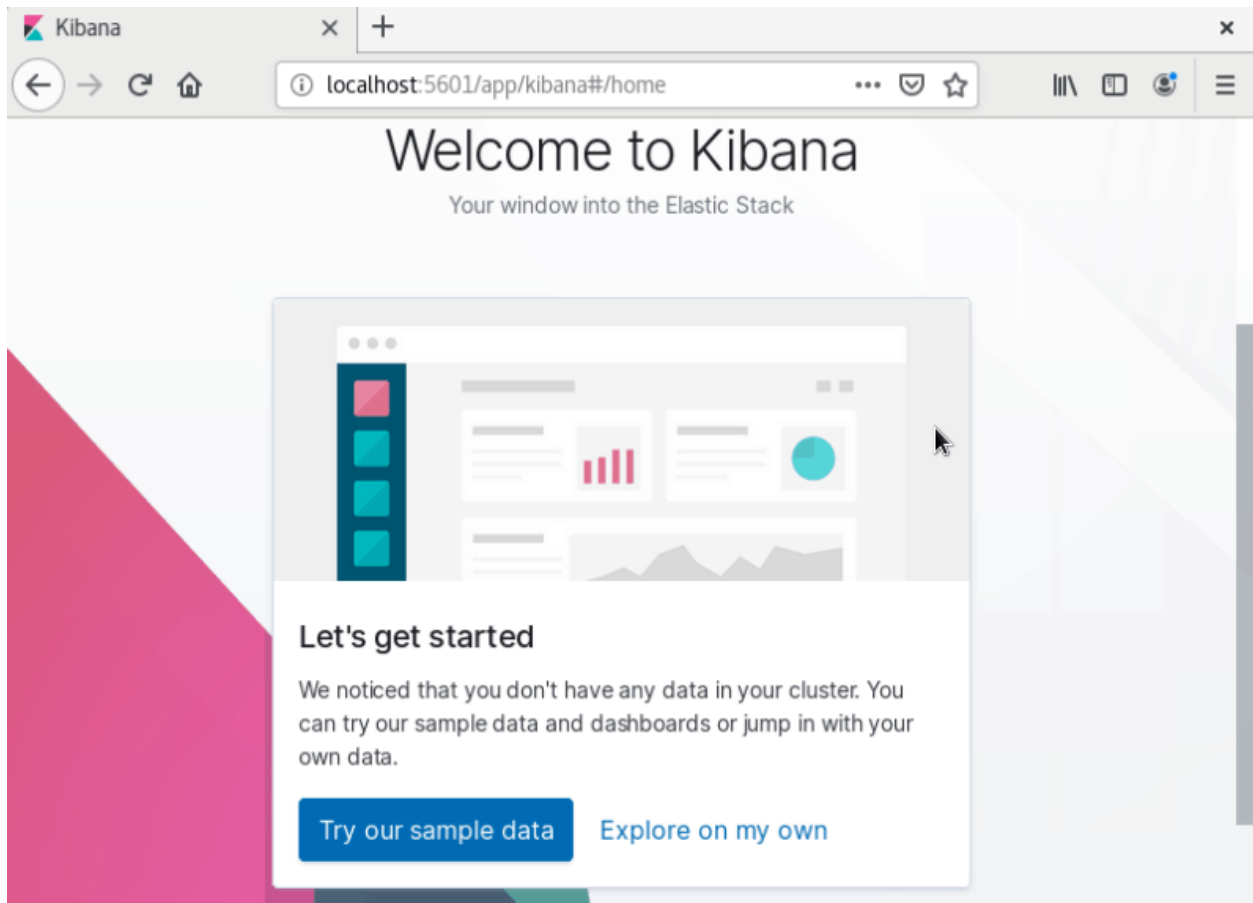 Kibana
localhost:5601/app/kibana#/home
Welcome to Kibana
Your window into the Elastic Stack
Let's get started
We noticed that you don't have any data in your cluster. You
can try our sample data and dashboards or jump in with your
own data.
Try our sample data
Explore on my own